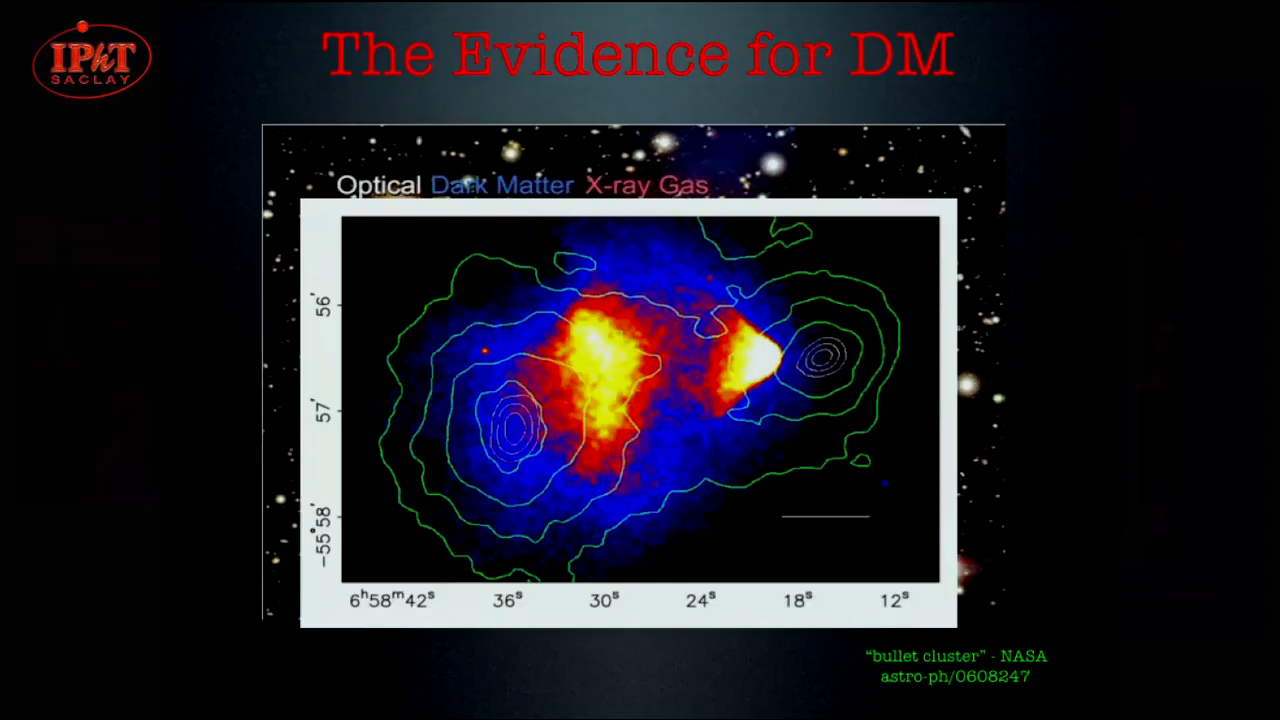 IPhT
SACLAY
The Evidence for DM
Optical Dark Matter X-ray Gas
56'
57'
-55°58'
6h58m42s 36s 30s 24s 18s 12s
"bullet cluster" - NASA
astro-ph/0608247